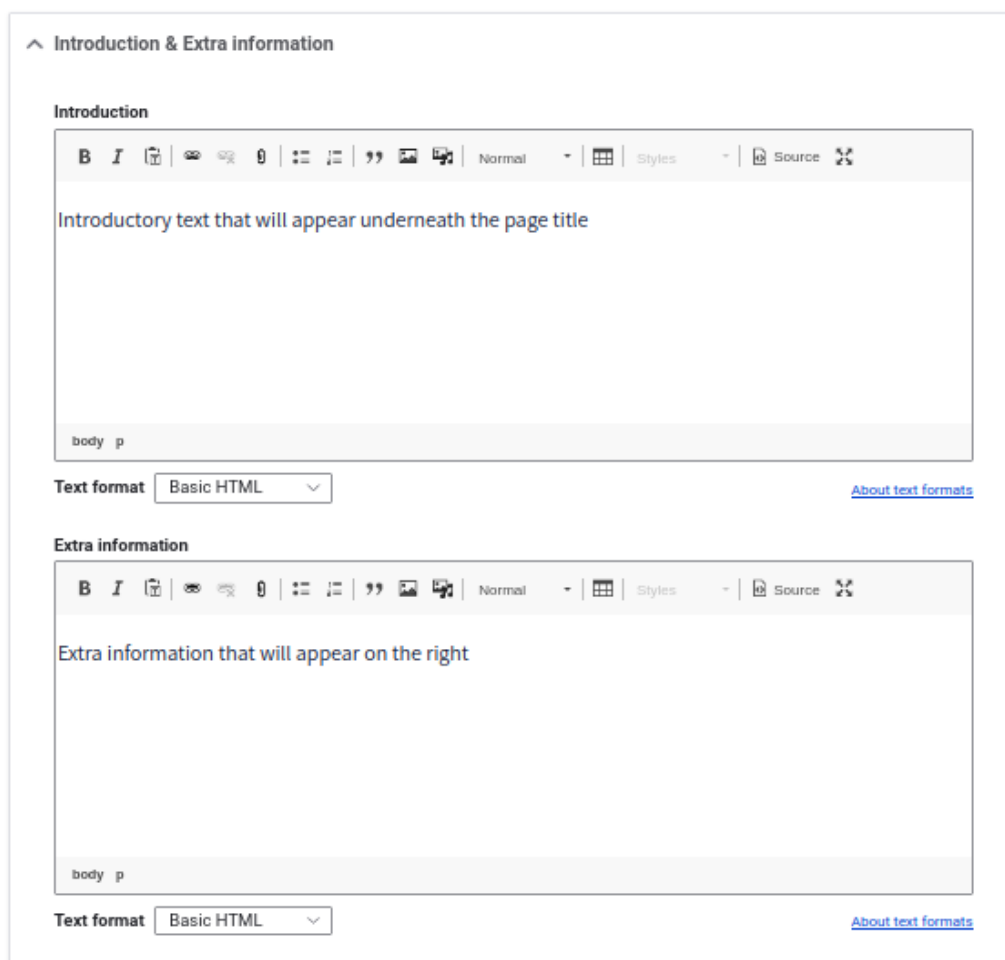 Introduction & Extra information
Introduction
B I Normal Styles Source
Introductory text that will appear underneath the page title
body p
Text format Basic HTML About text formats
Extra information
B I Normal Styles Source
Extra information that will appear on the right
body p
Text format Basic HTML About text formats